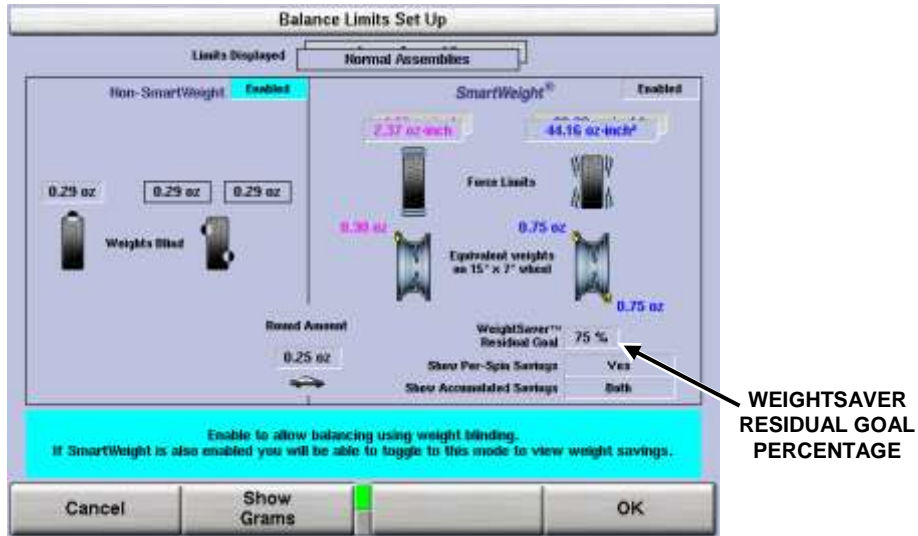 Balance Limits Set Up
Limits Displayed
Normal Assemblies
Non-SmartWeight
Enabled
SmartWeight®
Enabled
2.37 oz-inch
44.16 oz-inch²
Force Limits
0.29 oz
0.29 oz
0.29 oz
Weights Blind
0.30 oz
0.75 oz
Equivalent weights
on 15" x 7" wheel
0.75 oz
Round Amount
0.25 oz
WeightSaver™
Residual Goal
75 %
Show Per-Spin Savings
Yes
Show Accumulated Savings
Both
WEIGHTSAVER
RESIDUAL GOAL
PERCENTAGE
Enable to allow balancing using weight blinding.
If SmartWeight is also enabled you will be able to toggle to this mode to view weight savings.
Cancel
Show
Grams
OK